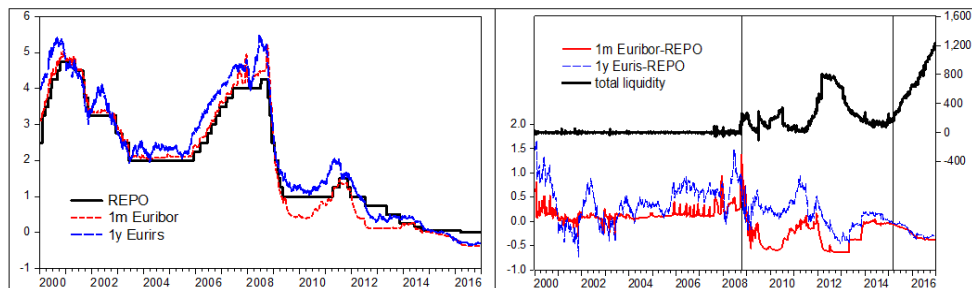 6
5
4
3
2
1
0
-1
REPO
1m Euribor
1y Eurirs
2000 2002 2004 2006 2008 2010 2012 2014 2016
1m Euribor-REPO
1y Euris-REPO
total liquidity
1,600
1,200
800
400
0
-400
2.0
1.5
1.0
0.5
0.0
-0.5
-1.0
2000 2002 2004 2006 2008 2010 2012 2014 2016